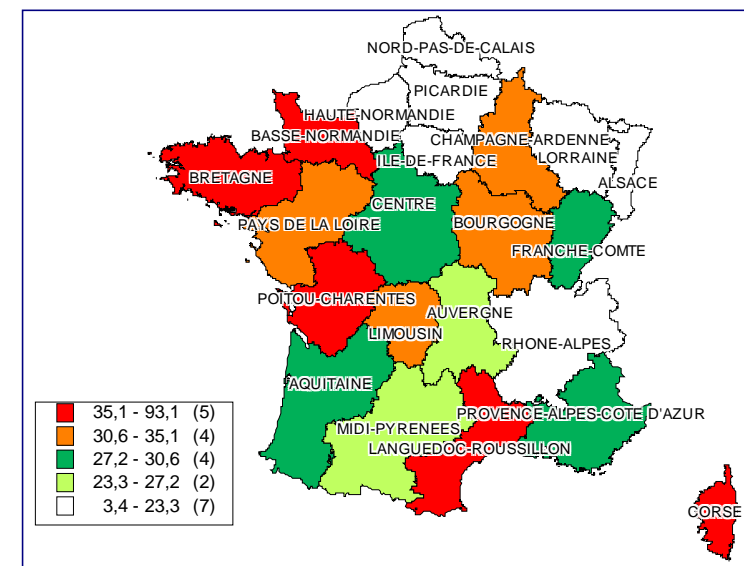 NORD-PAS-DE-CALAIS
PICARDIE
HAUTE-NORMANDIE
BASSE-NORMANDIE
CHAMPAGNE-ARDENNE
ILE-DE-FRANCE
LORRAINE
ALSACE
BRETAGNE
CENTRE
PAYS DE LA LOIRE
BOURGOGNE
FRANCHE-COMTE
POITOU-CHARENTES
AUVERGNE
LIMOUSIN
RHONE-ALPES
AQUITAINE
PROVENCE-ALPES-COTE D'AZUR
MIDI-PYRENEES
LANGUEDOC-ROUSSILLON
CORSE
35,1 - 93,1 (5)
30,6 - 35,1 (4)
27,2 - 30,6 (4)
23,3 - 27,2 (2)
3,4 - 23,3 (7)